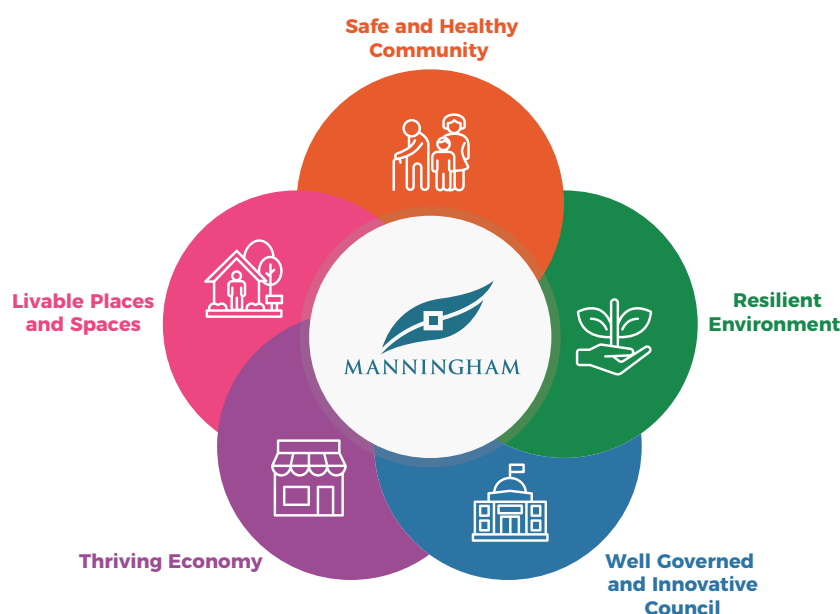 Safe and Healthy
Community
Livable Places
and Spaces
Resilient
Environment
MANNINGHAM
Thriving Economy
Well Governed
and Innovative
Council